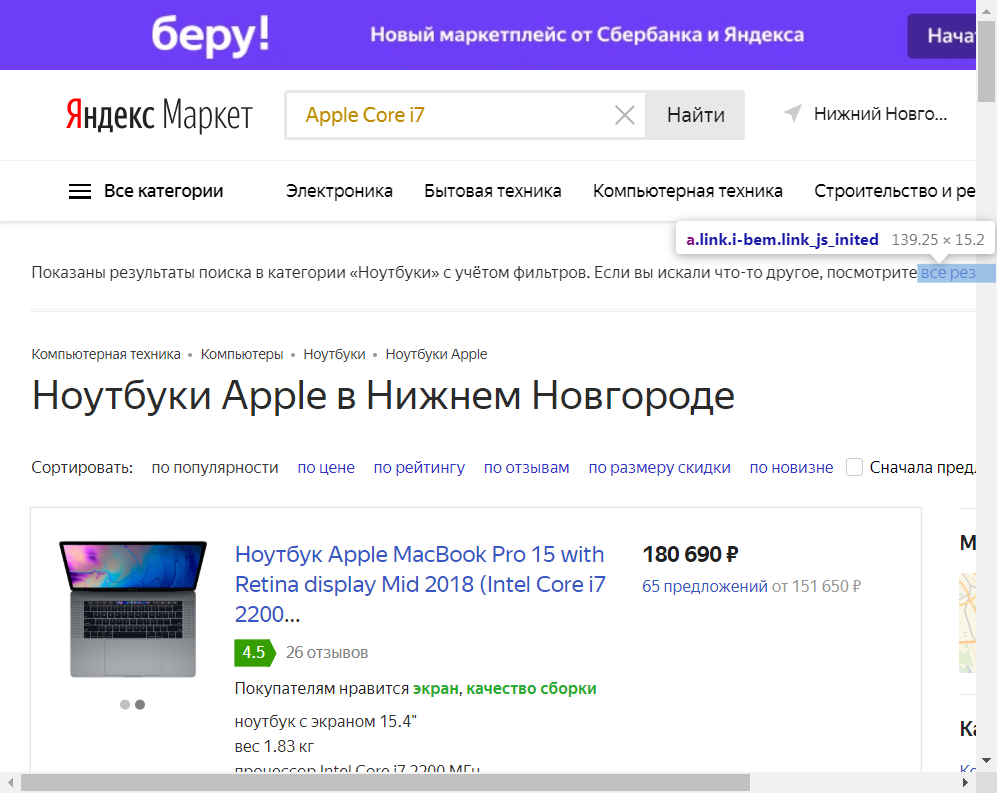 беру!
Новый маркетплейс от Сбербанка и Яндекса
Нача
Яндекс Маркет
Apple Core i7
Найти
Нижний Новго...
Все категории
Электроника
Бытовая техника
Компьютерная техника
Строительство и ре
a.link.i-bem.link_js_inited 139.25 × 15.2
Показаны результаты поиска в категории «Ноутбуки» с учётом фильтров. Если вы искали что-то другое, посмотрите все рез
Компьютерная техника • Компьютеры • Ноутбуки • Ноутбуки Apple
Ноутбуки Apple в Нижнем Новгороде
Сортировать: по популярности по цене по рейтингу по отзывам по размеру скидки по новизне Сначала пред
Ноутбук Apple MacBook Pro 15 with
Retina display Mid 2018 (Intel Core i7
2200...
180 690 ₽
65 предложений от 151 650 ₽
4.5 26 отзывов
Покупателям нравится экран, качество сборки
ноутбук с экраном 15.4"
вес 1.83 кг
процессор Intel Core i7 2200 МГц
М
Ка
Ко